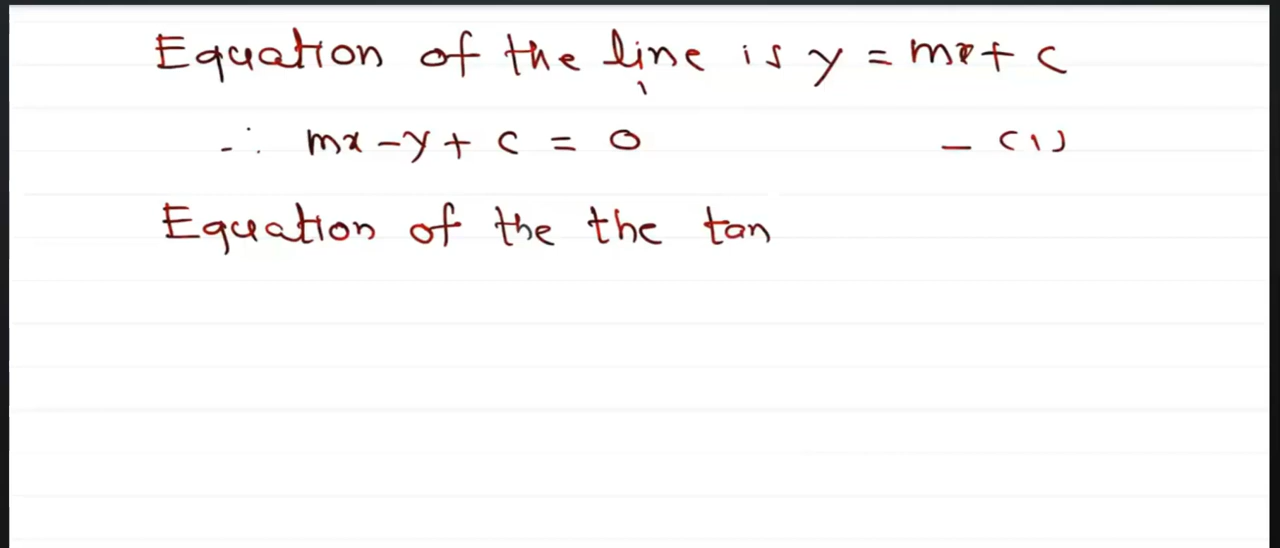 Equation of the line is y = mx + c
∴ mx - y + c = 0 - (1)
Equation of the the tan